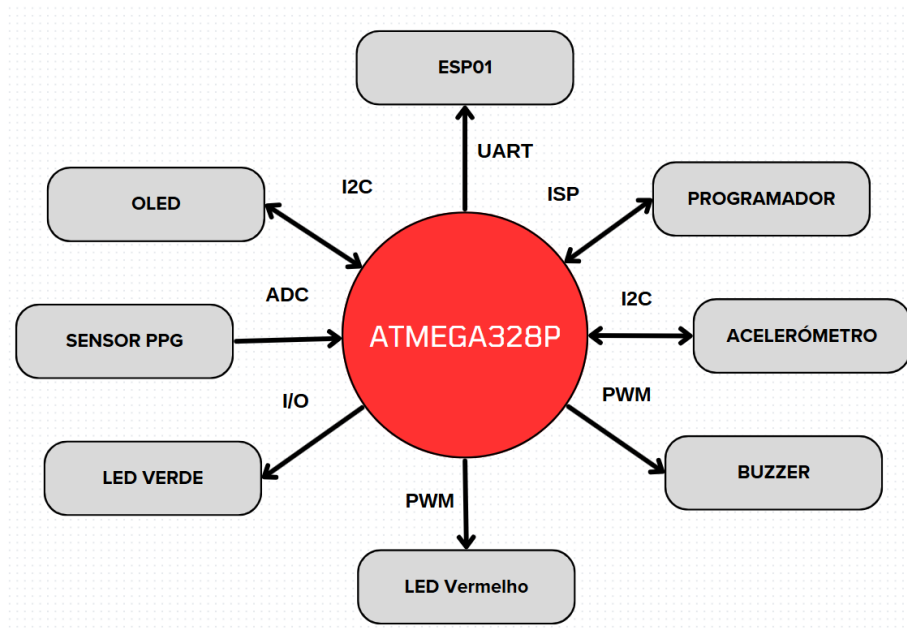 ESP01
UART
I2C
ISP
OLED
PROGRAMADOR
ADC
I2C
SENSOR PPG
ATMEGA328P
ACELERÓMETRO
I/O
PWM
LED VERDE
BUZZER
PWM
LED Vermelho